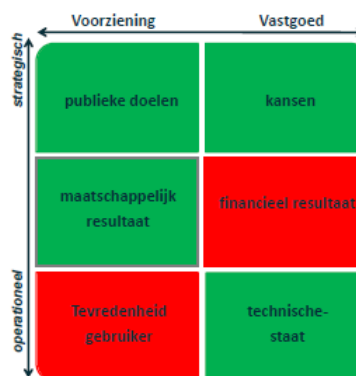 Voorziening
Vastgoed
strategisch
publieke doelen
kansen
maatschappelijk
resultaat
financieel resultaat
operationeel
Tevredenheid
gebruiker
technische-
staat